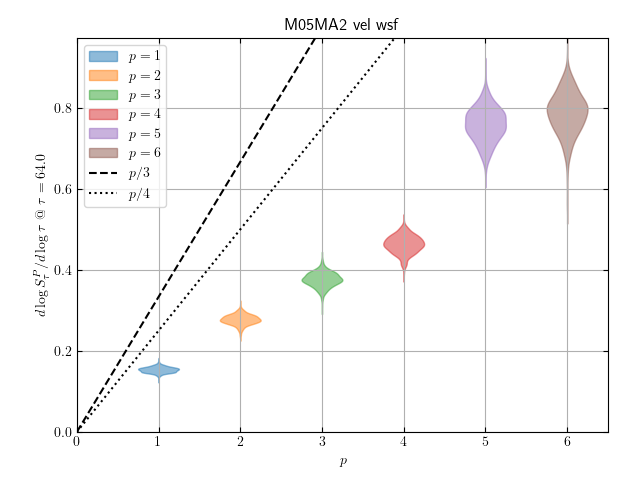 M05MA2 vel wsf
d log S_τ^P / d log τ @ τ = 64.0
0.8
0.6
0.4
0.2
0.0
p = 1
p = 2
p = 3
p = 4
p = 5
p = 6
p/3
p/4
0 1 2 3 4 5 6
p